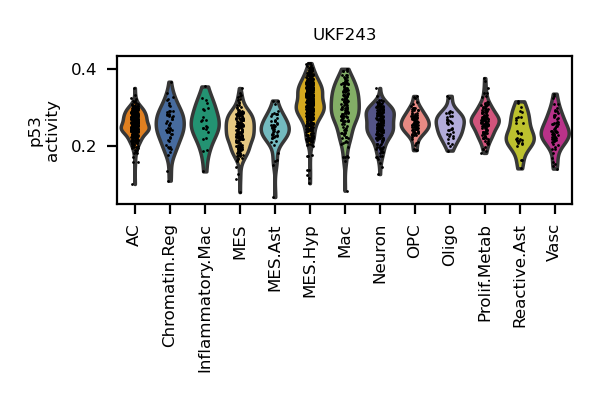 UKF243
p53
activity
0.4
0.2
AC
Chromatin.Reg
Inflammatory.Mac
MES
MES.Ast
MES.Hyp
Mac
Neuron
OPC
Oligo
Prolif.Metab
Reactive.Ast
Vasc